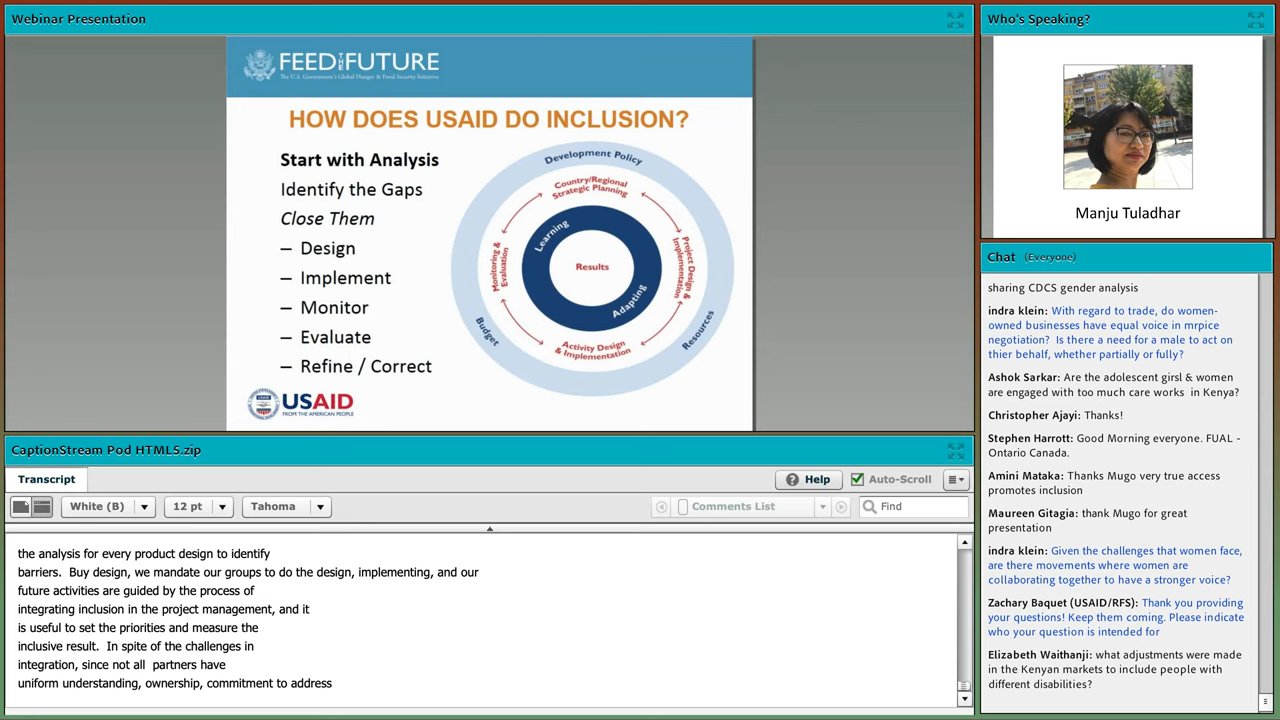 Webinar Presentation
FEED THE FUTURE
The U.S. Government's Global Hunger & Food Security Initiative
HOW DOES USAID DO INCLUSION?
Start with Analysis
Identify the Gaps
Close Them
– Design
– Implement
– Monitor
– Evaluate
– Refine / Correct
Development Policy
Country/Regional
Strategic Planning
Learning
Monitoring &
Evaluation
Results
Project Design &
Implementation
Adapting
Activity Design
& Implementation
Budget
Resources
USAID
FROM THE AMERICAN PEOPLE
Who's Speaking?
Manju Tuladhar
Chat (Everyone)
sharing CDCS gender analysis
indra klein: With regard to trade, do women-
owned businesses have equal voice in mrpice
negotiation? Is there a need for a male to act on
thier behalf, whether partially or fully?
Ashok Sarkar: Are the adolescent girsl & women
are engaged with too much care works in Kenya?
Christopher Ajayi: Thanks!
Stephen Harrott: Good Morning everyone. FUAL -
Ontario Canada.
Amini Mataka: Thanks Mugo very true access
promotes inclusion
Maureen Gitagia: thank Mugo for great
presentation
indra klein: Given the challenges that women face,
are there movements where women are
collaborating together to have a stronger voice?
Zachary Baquet (USAID/RFS): Thank you providing
your questions! Keep them coming. Please indicate
who your question is intended for
Elizabeth Waithanji: what adjustments were made
in the Kenyan markets to include people with
different disabilities?
CaptionStream Pod HTML5.zip
Transcript
Help
Auto-Scroll
White (B)
12 pt
Tahoma
Comments List
Find
the analysis for every product design to identify
barriers. Buy design, we mandate our groups to do the design, implementing, and our
future activities are guided by the process of
integrating inclusion in the project management, and it
is useful to set the priorities and measure the
inclusive result. In spite of the challenges in
integration, since not all partners have
uniform understanding, ownership, commitment to address